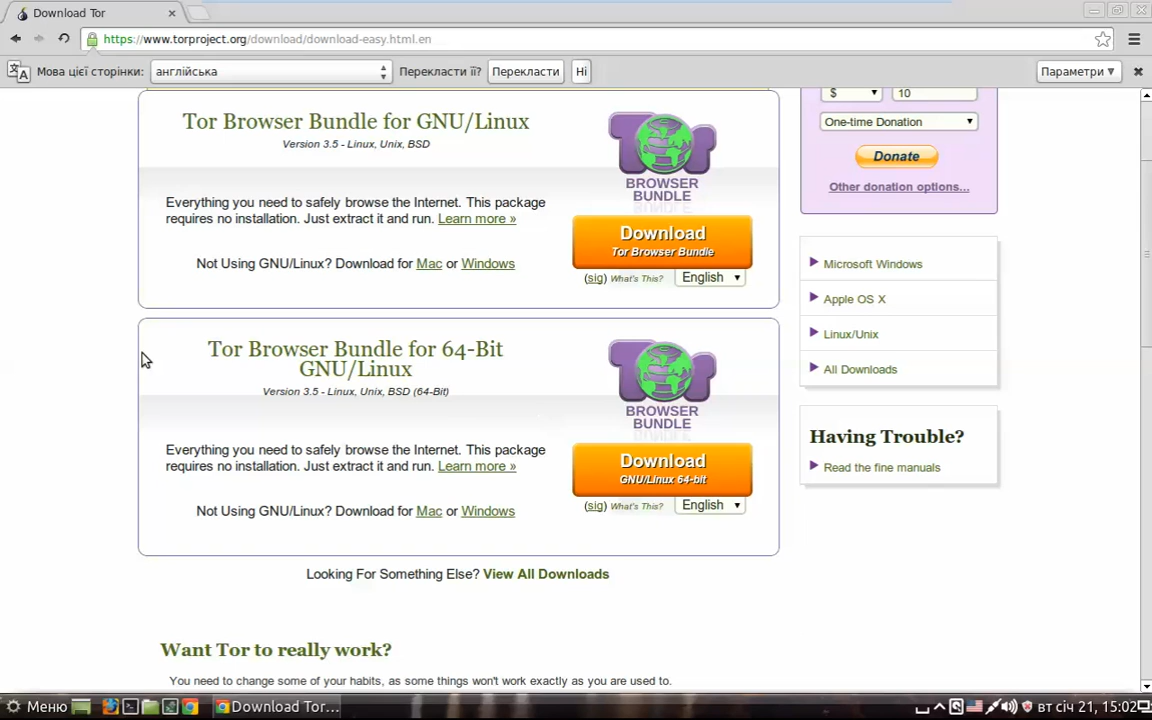 Download Tor
https://www.torproject.org/download/download-easy.html.en
Мова цієї сторінки: англійська Перекласти її? Перекласти Ні Параметри
$ 10
One-time Donation
Donate
Other donation options...
Tor Browser Bundle for GNU/Linux
Version 3.5 - Linux, Unix, BSD
Everything you need to safely browse the Internet. This package
requires no installation. Just extract it and run. Learn more »
Not Using GNU/Linux? Download for Mac or Windows
Tor
BROWSER
BUNDLE
Download
Tor Browser Bundle
(sig) What's This? English
Microsoft Windows
Apple OS X
Linux/Unix
All Downloads
Tor Browser Bundle for 64-Bit
GNU/Linux
Version 3.5 - Linux, Unix, BSD (64-Bit)
Everything you need to safely browse the Internet. This package
requires no installation. Just extract it and run. Learn more »
Not Using GNU/Linux? Download for Mac or Windows
Tor
BROWSER
BUNDLE
Download
GNU/Linux 64-bit
(sig) What's This? English
Having Trouble?
Read the fine manuals
Looking For Something Else? View All Downloads
Want Tor to really work?
You need to change some of your habits, as some things won't work exactly as you are used to.
Меню Download Tor... вт січ 21, 15:02